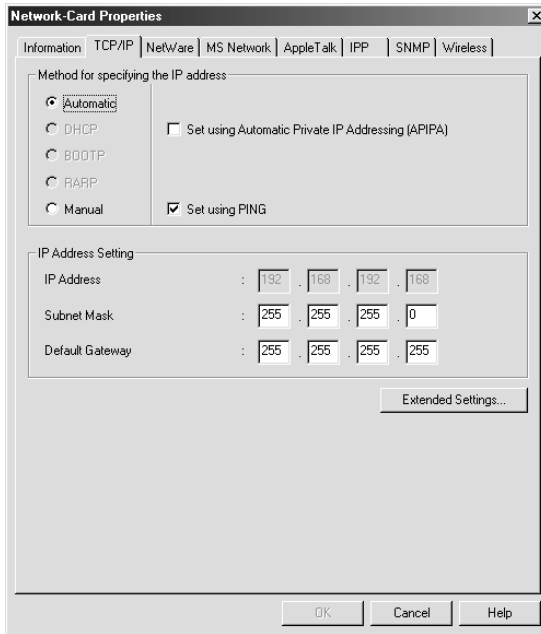 Network-Card Properties
Information TCP/IP NetWare MS Network AppleTalk IPP SNMP Wireless
Method for specifying the IP address
Automatic
DHCP Set using Automatic Private IP Addressing (APIPA)
BOOTP
RARP
Manual Set using PING
IP Address Setting
IP Address : 192 . 168 . 192 . 168
Subnet Mask : 255 . 255 . 255 . 0
Default Gateway : 255 . 255 . 255 . 255
Extended Settings...
OK Cancel Help